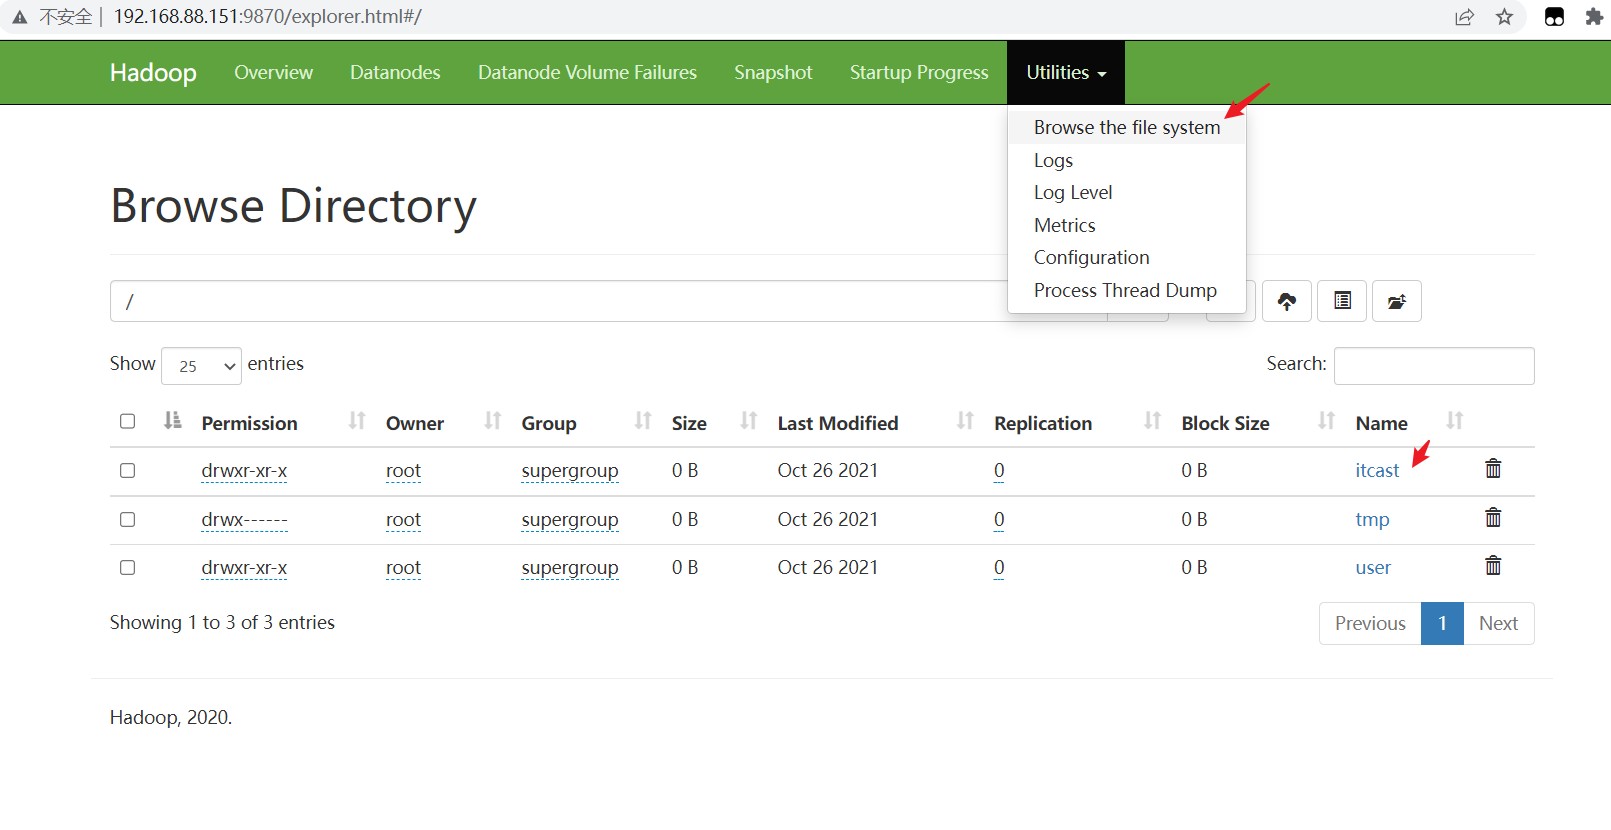 不安全 | 192.168.88.151:9870/explorer.html#/
Hadoop Overview Datanodes Datanode Volume Failures Snapshot Startup Progress Utilities
Browse the file system
Logs
Log Level
Metrics
Configuration
Process Thread Dump
Browse Directory
/
Show 25 entries
Search:
Permission Owner Group Size Last Modified Replication Block Size Name
drwxr-xr-x root supergroup 0 B Oct 26 2021 0 0 B itcast
drwx------ root supergroup 0 B Oct 26 2021 0 0 B tmp
drwxr-xr-x root supergroup 0 B Oct 26 2021 0 0 B user
Showing 1 to 3 of 3 entries
Previous 1 Next
Hadoop, 2020.